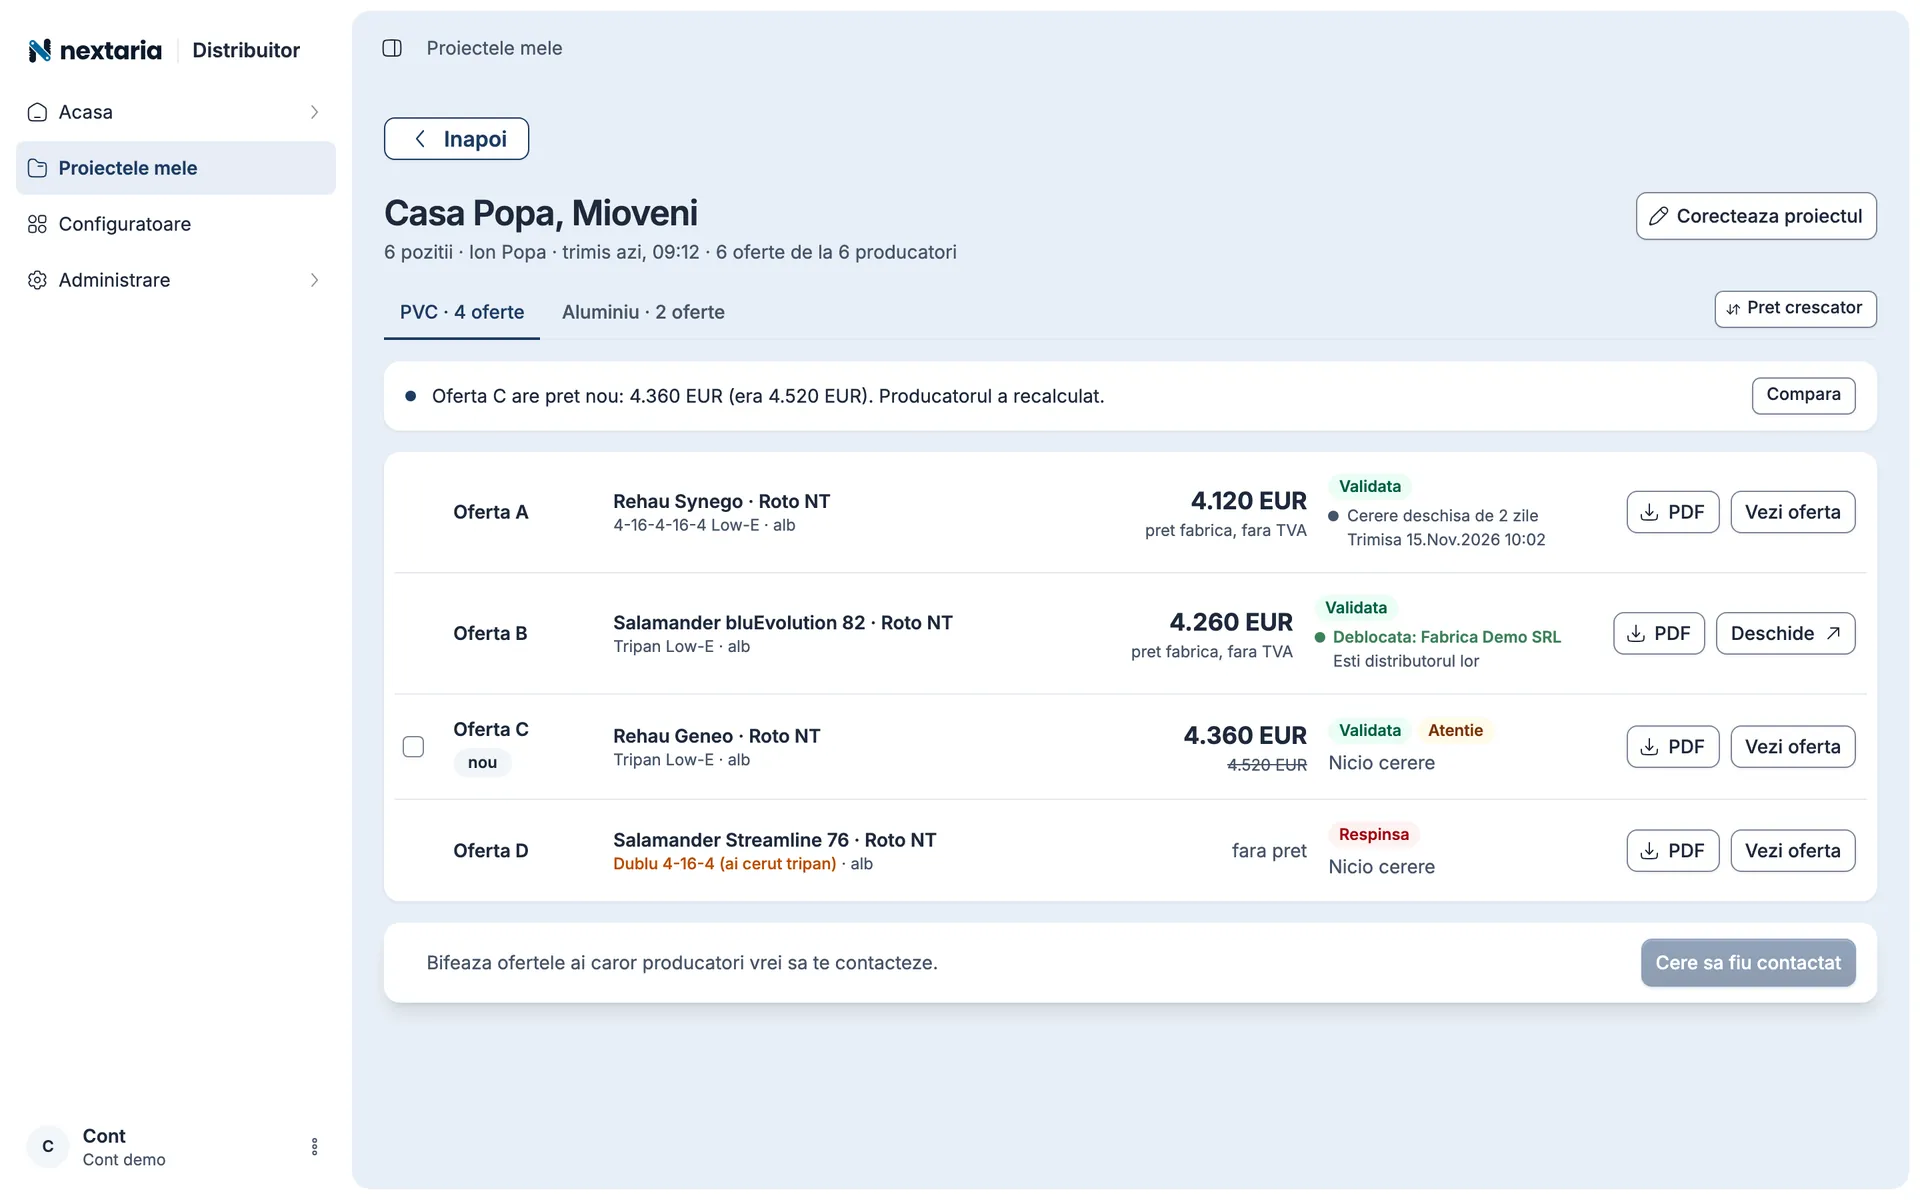 nextaria
Distribuitor
Acasa
Proiectele mele
Configuratoare
Administrare
Proiectele mele
Inapoi
Casa Popa, Mioveni
6 pozitii · Ion Popa · trimis azi, 09:12 · 6 oferte de la 6 producatori
Corecteaza proiectul
PVC · 4 oferte
Aluminiu · 2 oferte
Pret crescator
Oferta C are pret nou: 4.360 EUR (era 4.520 EUR). Producatorul a recalculat.
Compara
Oferta A
Rehau Synego · Roto NT
4-16-4-16-4 Low-E · alb
4.120 EUR
pret fabrica, fara TVA
Validata
Cerere deschisa de 2 zile
Trimisa 15.Nov.2026 10:02
PDF
Vezi oferta
Oferta B
Salamander bluEvolution 82 · Roto NT
Tripan Low-E · alb
4.260 EUR
pret fabrica, fara TVA
Validata
Deblocata: Fabrica Demo SRL
Esti distribuitorul lor
PDF
Deschide
Oferta C
nou
Rehau Geneo · Roto NT
Tripan Low-E · alb
4.360 EUR
4.520 EUR
Validata
Atentie
Nicio cerere
PDF
Vezi oferta
Oferta D
Salamander Streamline 76 · Roto NT
Dublu 4-16-4 (ai cerut tripan) · alb
fara pret
Respinsa
Nicio cerere
PDF
Vezi oferta
Bifeaza ofertele ai caror producatori vrei sa te contacteze.
Cere sa fiu contactat
C
Cont
Cont demo